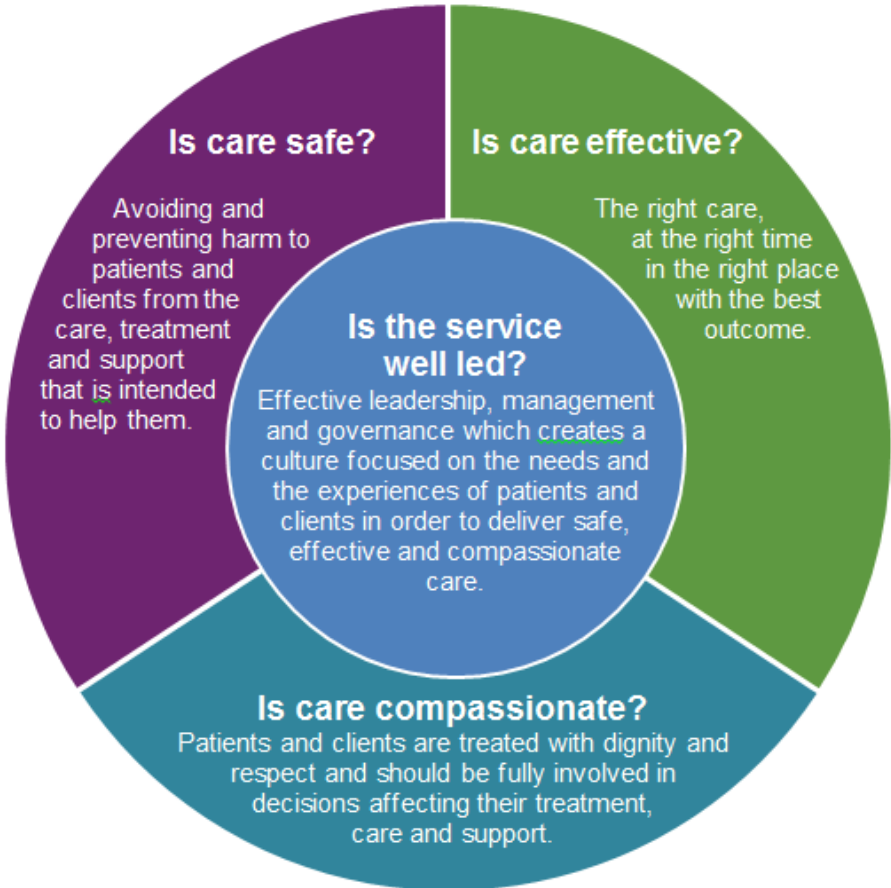 Is care safe?
Avoiding and
preventing harm to
patients and
clients from the
care, treatment
and support
that is intended
to help them.
Is care effective?
The right care,
at the right time
in the right place
with the best
outcome.
Is the service
well led?
Effective leadership, management
and governance which creates a
culture focused on the needs and
the experiences of patients and
clients in order to deliver safe,
effective and compassionate
care.
Is care compassionate?
Patients and clients are treated with dignity and
respect and should be fully involved in
decisions affecting their treatment,
care and support.